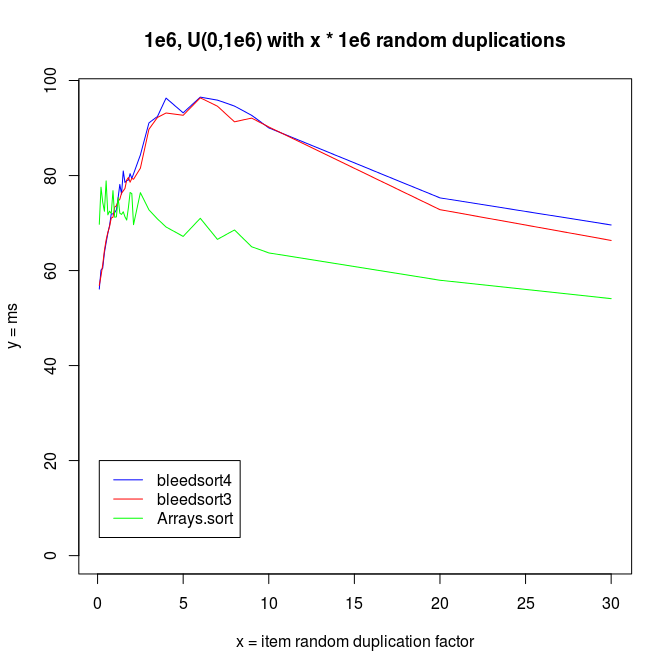 1e6, U(0,1e6) with x * 1e6 random duplications
100
80
60
40
20
0
y = ms
bleedsort4
bleedsort3
Arrays.sort
0 5 10 15 20 25 30
x = item random duplication factor